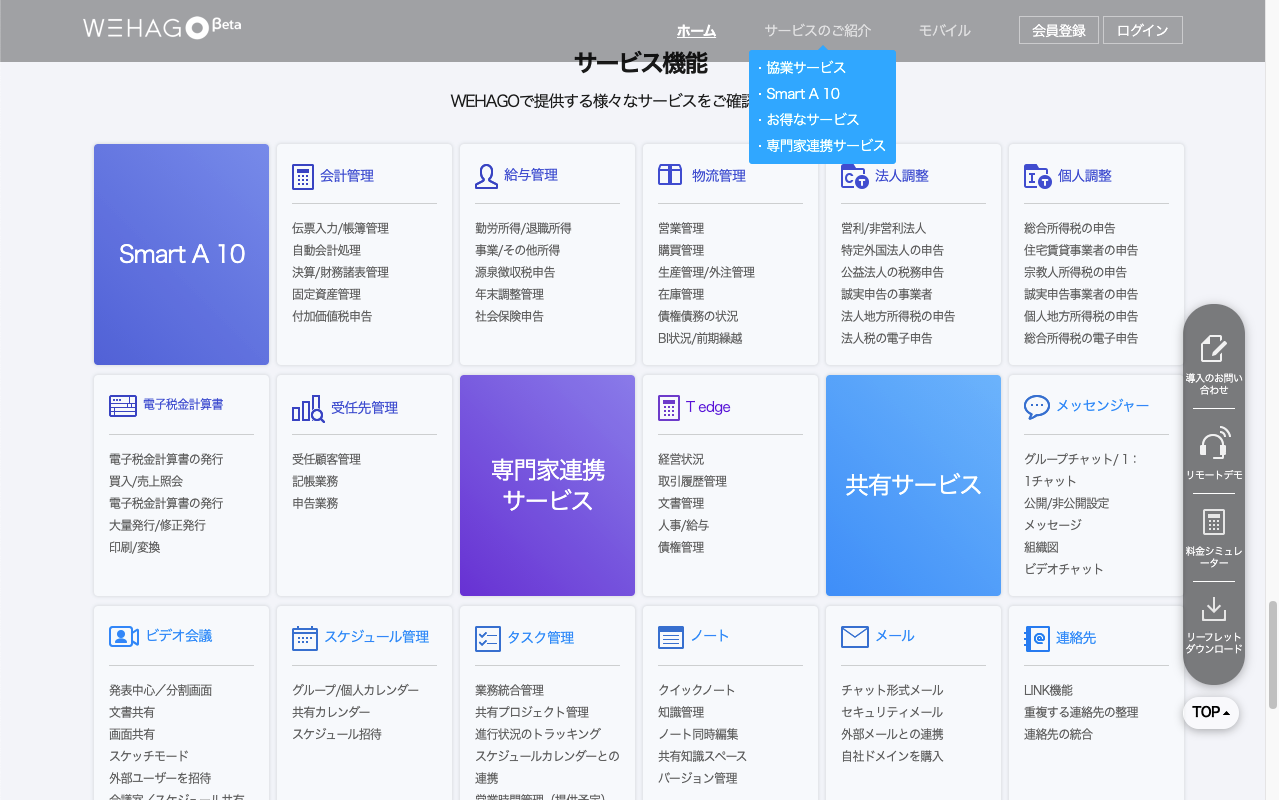 WEHAGO βeta
ホーム
サービスのご紹介
モバイル
会員登録
ログイン
サービス機能
WEHAGOで提供する様々なサービスをご確認
· 協業サービス
· Smart A 10
· お得なサービス
· 専門家連携サービス
Smart A 10
会計管理
伝票入力/帳簿管理
自動会計処理
決算/財務諸表管理
固定資産管理
付加価値税申告
給与管理
勤労所得/退職所得
事業/その他所得
源泉徴収税申告
年末調整管理
社会保険申告
物流管理
営業管理
購買管理
生産管理/外注管理
在庫管理
債権債務の状況
BI状況/前期繰越
法人調整
営利/非営利法人
特定外国法人の申告
公益法人の税務申告
誠実申告の事業者
法人地方所得税の申告
法人税の電子申告
個人調整
総合所得税の申告
住宅賃貸事業者の申告
宗教人所得税の申告
誠実申告事業者の申告
個人地方所得税の申告
総合所得税の電子申告
電子税金計算書
電子税金計算書の発行
買入/売上照会
電子税金計算書の発行
大量発行/修正発行
印刷/変換
受任先管理
受任顧客管理
記帳業務
申告業務
専門家連携
サービス
T edge
経営状況
取引履歴管理
文書管理
人事/給与
債権管理
共有サービス
メッセンジャー
グループチャット/ 1：
1チャット
公開/非公開設定
メッセージ
組織図
ビデオチャット
ビデオ会議
発表中心／分割画面
文書共有
画面共有
スケッチモード
外部ユーザーを招待
会議室／スケジュール共有
スケジュール管理
グループ/個人カレンダー
共有カレンダー
スケジュール招待
タスク管理
業務統合管理
共有プロジェクト管理
進行状況のトラッキング
スケジュールカレンダーとの
連携
営業時間管理（提供予定）
ノート
クイックノート
知識管理
ノート同時編集
共有知識スペース
バージョン管理
メール
チャット形式メール
セキュリティメール
外部メールとの連携
自社ドメインを購入
連絡先
LINK機能
重複する連絡先の整理
連絡先の統合
導入のお問い
合わせ
リモートデモ
料金シミュレ
ーター
リーフレット
ダウンロード
TOP